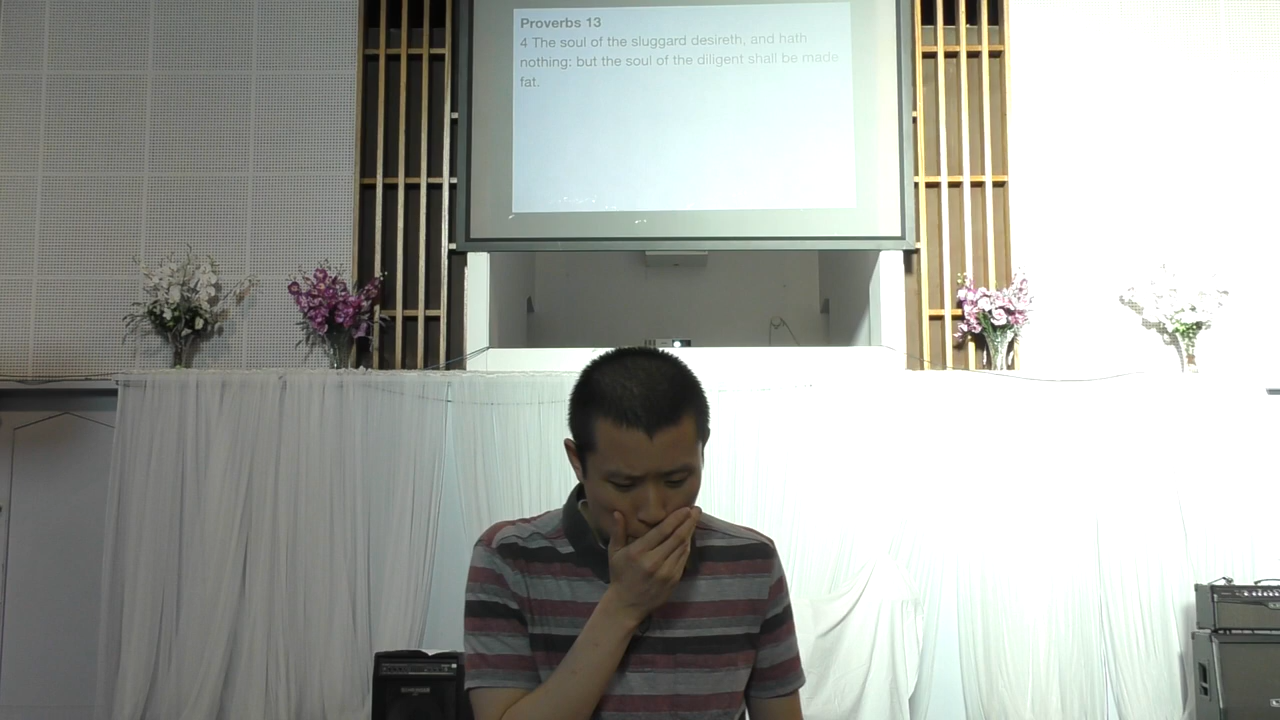 Proverbs 13
4 The soul of the sluggard desireth, and hath
nothing: but the soul of the diligent shall be made
fat.